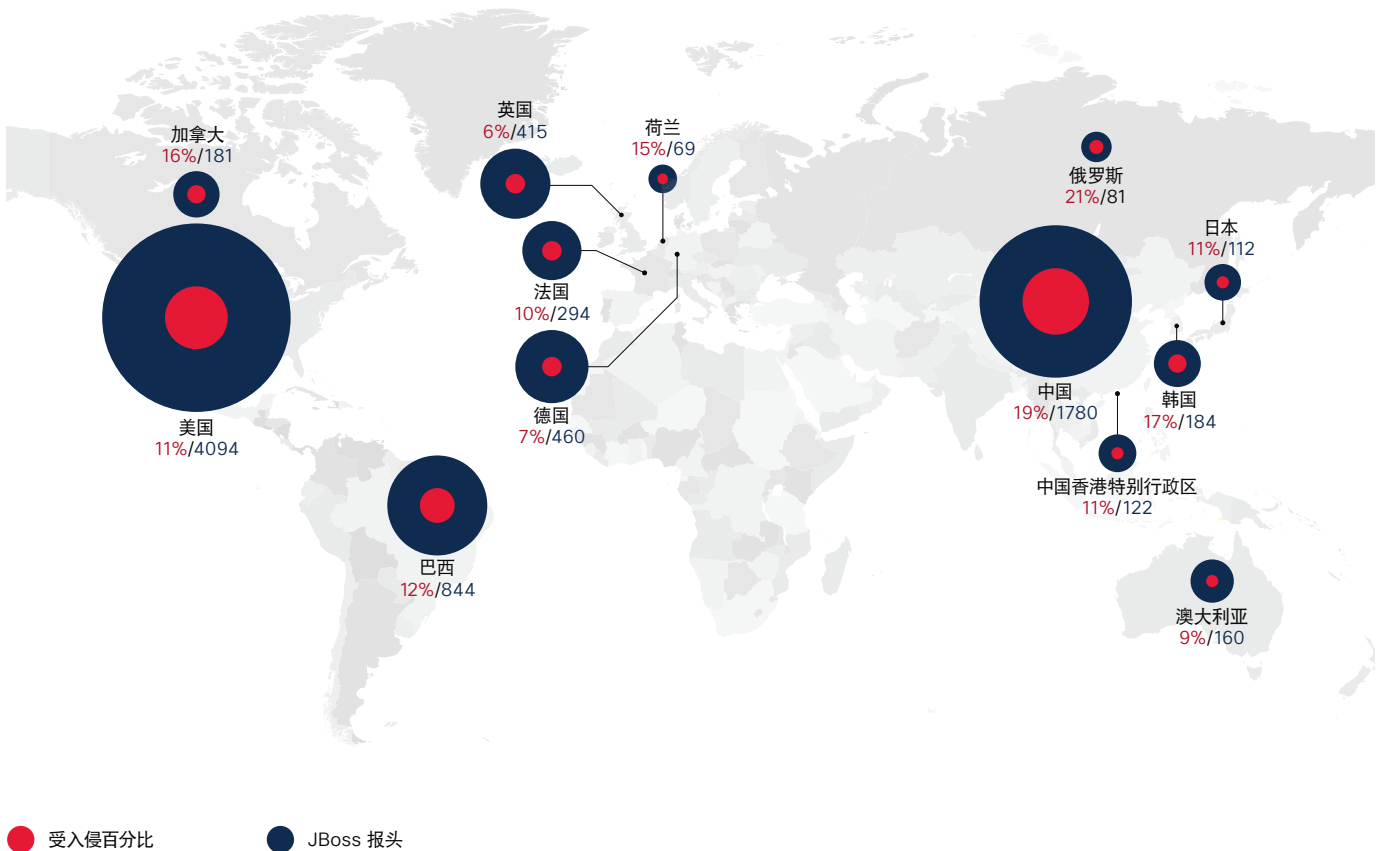 英国
6%/415
荷兰
15%/69
加拿大
16%/181
俄罗斯
21%/81
日本
11%/112
法国
10%/294
中国
19%/1780
韩国
17%/184
德国
7%/460
美国
11%/4094
中国香港特别行政区
11%/122
巴西
12%/844
澳大利亚
9%/160
受入侵百分比
JBoss 报头